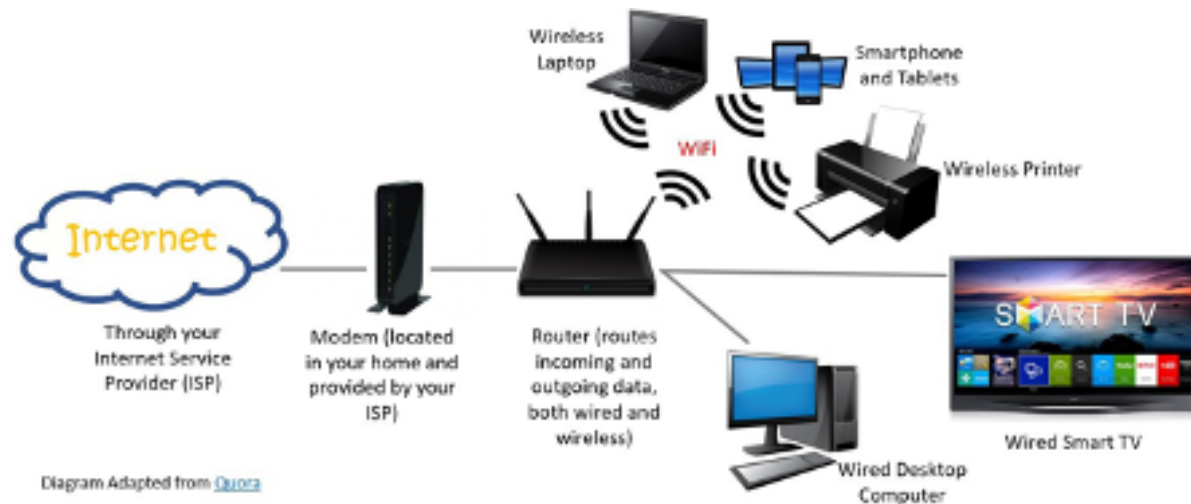 Wireless
Laptop
Smartphone
and Tablets
WiFi
Wireless Printer
Internet
Through your
Internet Service
Provider (ISP)
Modem (located
in your home and
provided by your
ISP)
Router (routes
incoming and
outgoing data,
both wired and
wireless)
SMART TV
Wired Smart TV
Wired Desktop
Computer
Diagram Adapted from Quora